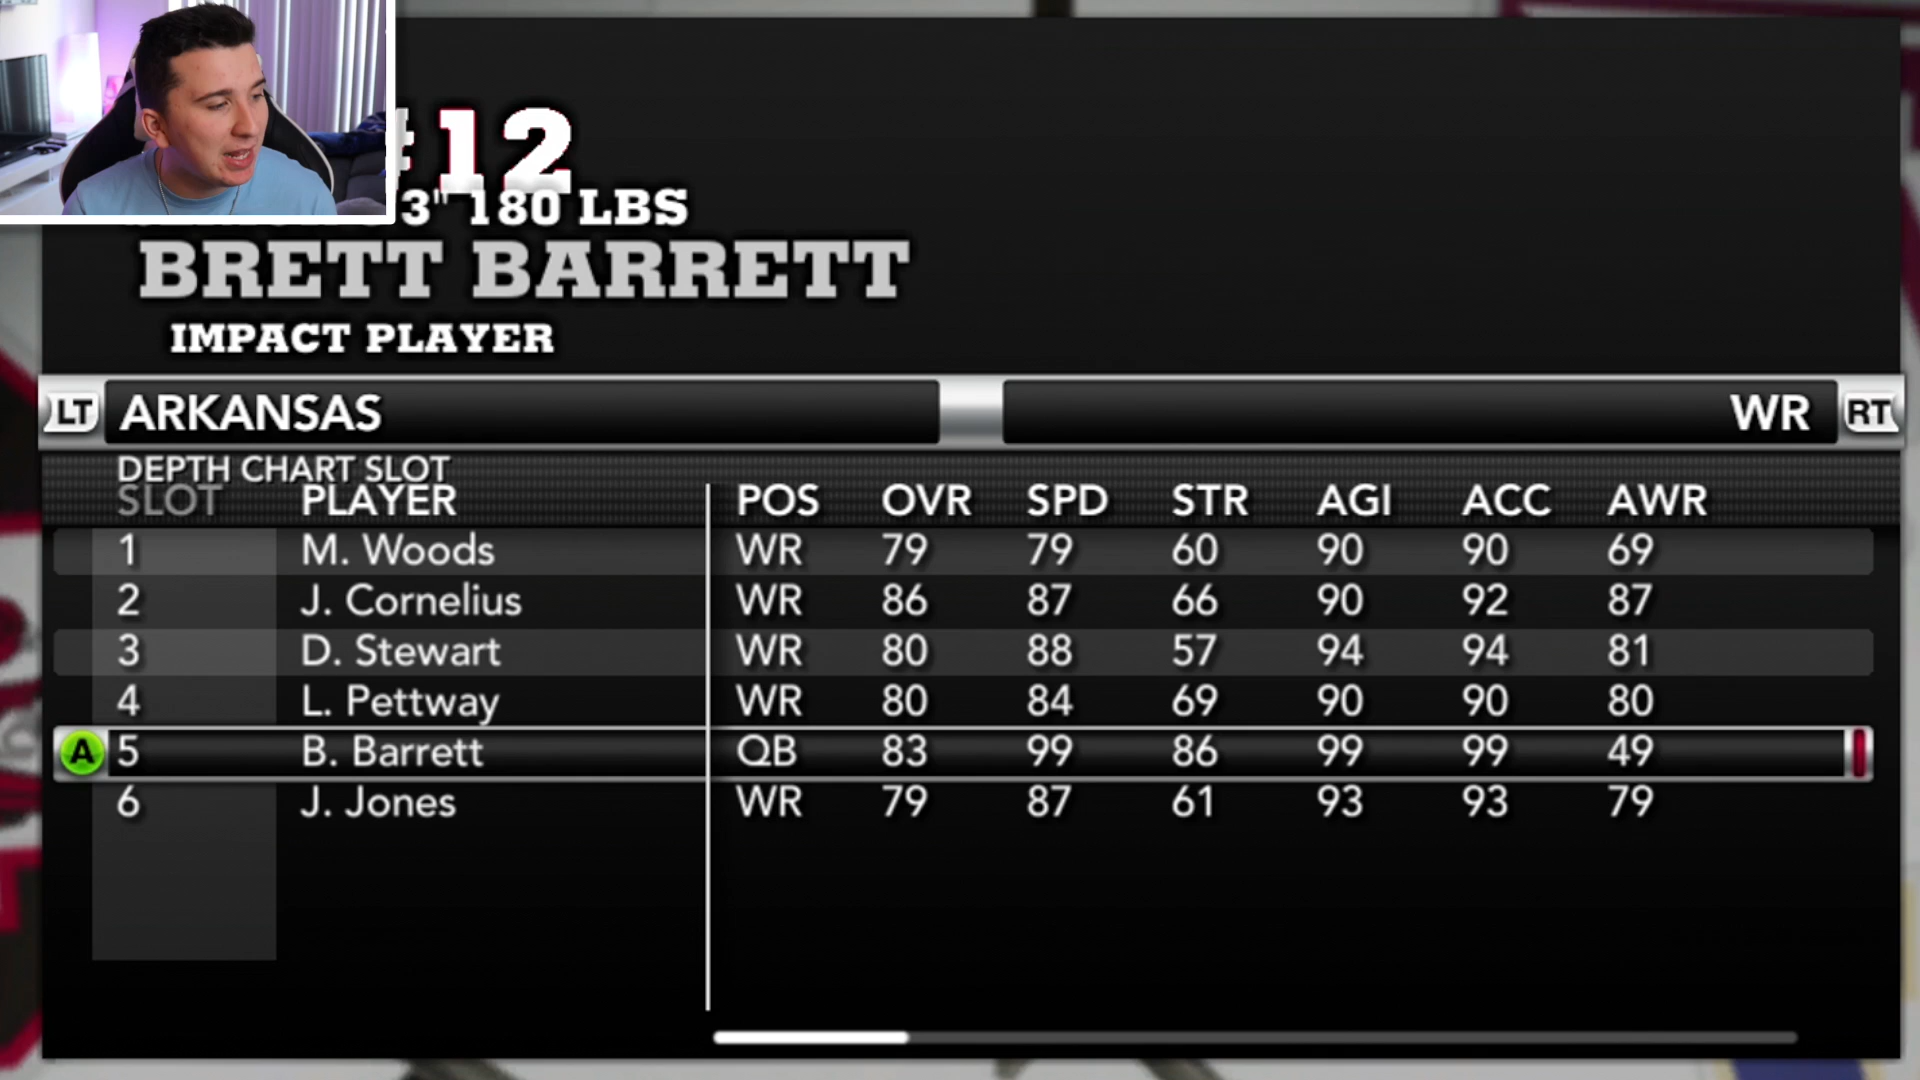 #12
3" 180 LBS
BRETT BARRETT
IMPACT PLAYER
LT ARKANSAS WR RT
DEPTH CHART SLOT
SLOT PLAYER POS OVR SPD STR AGI ACC AWR
1 M. Woods WR 79 79 60 90 90 69
2 J. Cornelius WR 86 87 66 90 92 87
3 D. Stewart WR 80 88 57 94 94 81
4 L. Pettway WR 80 84 69 90 90 80
A 5 B. Barrett QB 83 99 86 99 99 49
6 J. Jones WR 79 87 61 93 93 79